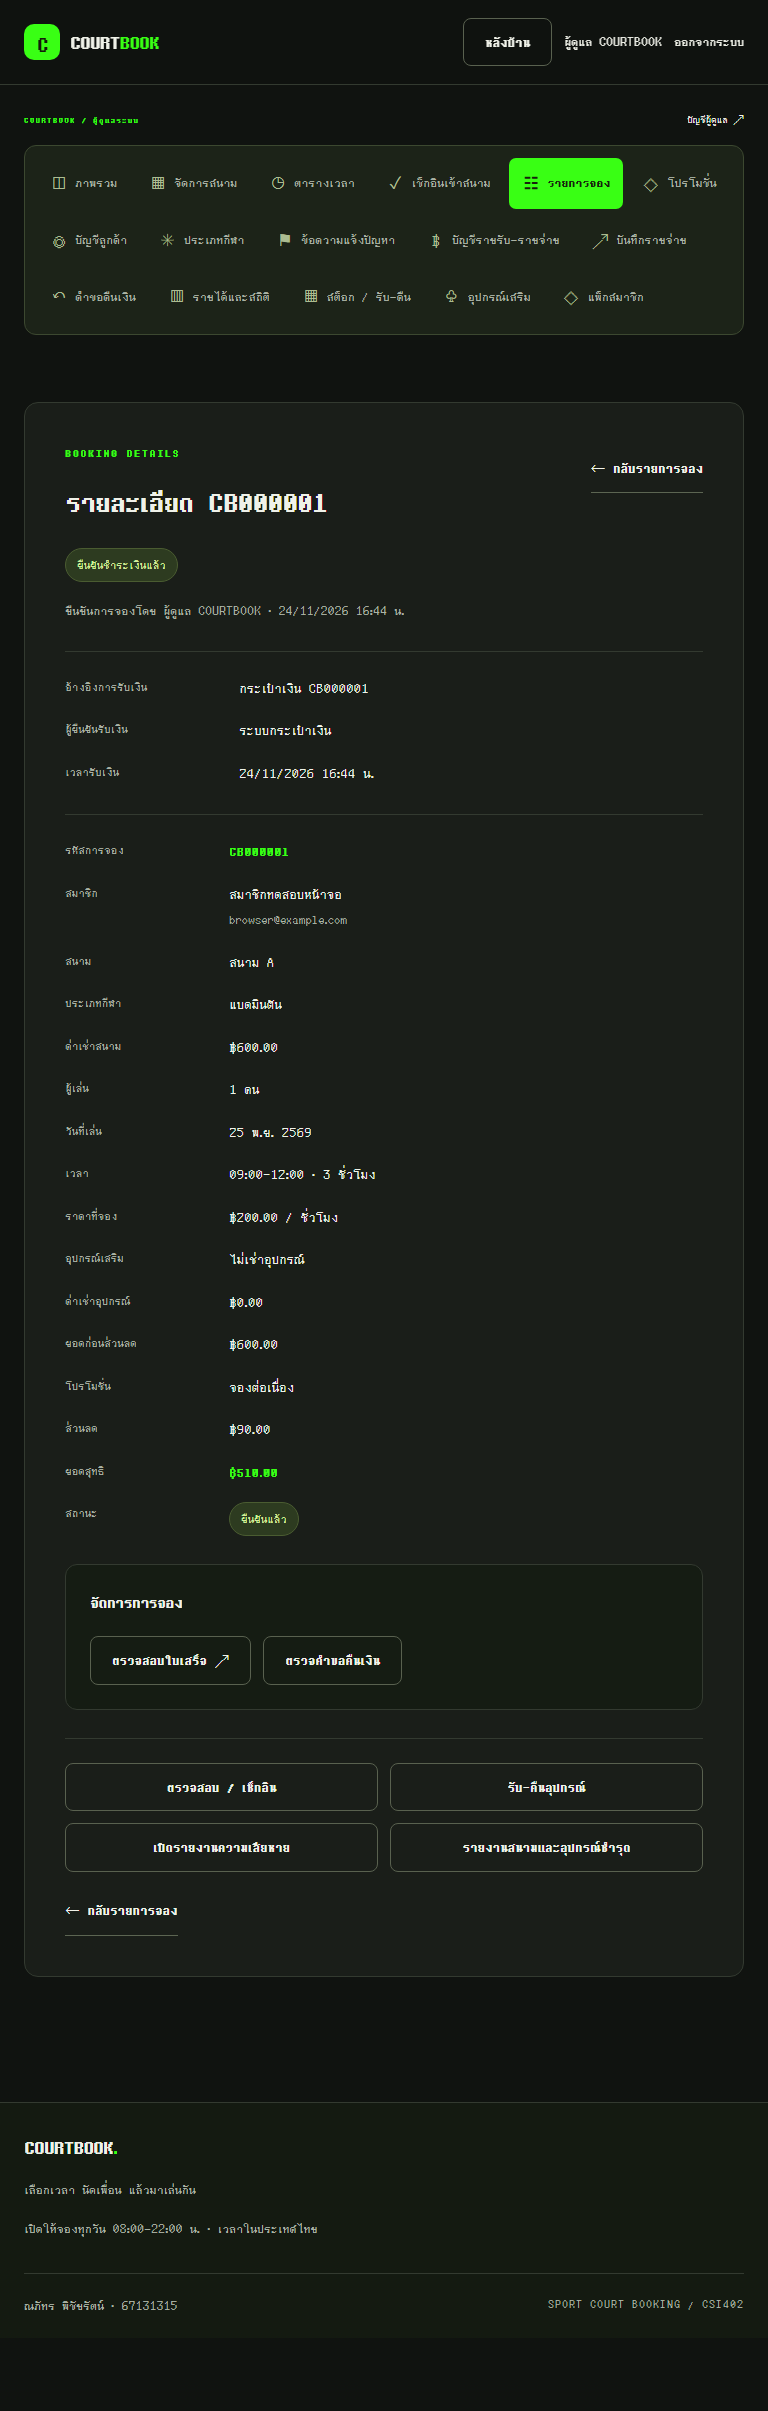 C COURTBOOK
หลังบ้าน
ผู้ดูแล COURTBOOK
ออกจากระบบ
COURTBOOK / ผู้ดูแลระบบ
บัญชีผู้ดูแล ↗
ภาพรวม
จัดการสนาม
ตารางเวลา
เช็กอินเข้าสนาม
รายการจอง
โปรโมชั่น
บัญชีลูกค้า
ประเภทกีฬา
ข้อความแจ้งปัญหา
฿ บัญชีรายรับ-รายจ่าย
บันทึกรายจ่าย
คำขอคืนเงิน
รายได้และสถิติ
สต็อก / รับ-คืน
อุปกรณ์เสริม
แพ็กสมาชิก
BOOKING DETAILS
← กลับรายการจอง
รายละเอียด CB000001
ยืนยันชำระเงินแล้ว
ยืนยันการจองโดย ผู้ดูแล COURTBOOK · 24/11/2026 16:44 น.
อ้างอิงการรับเงิน กระเป๋าเงิน CB000001
ผู้ยืนยันรับเงิน ระบบกระเป๋าเงิน
เวลารับเงิน 24/11/2026 16:44 น.
รหัสการจอง CB000001
สมาชิก สมาชิกทดสอบหน้าจอ
browser@example.com
สนาม สนาม A
ประเภทกีฬา แบดมินตัน
ค่าเช่าสนาม ฿600.00
ผู้เล่น 1 คน
วันที่เล่น 25 พ.ย. 2569
เวลา 09:00-12:00 · 3 ชั่วโมง
ราคาที่จอง ฿200.00 / ชั่วโมง
อุปกรณ์เสริม ไม่เช่าอุปกรณ์
ค่าเช่าอุปกรณ์ ฿0.00
ยอดก่อนส่วนลด ฿600.00
โปรโมชั่น จองต่อเนื่อง
ส่วนลด ฿90.00
ยอดสุทธิ ฿510.00
สถานะ ยืนยันแล้ว
จัดการการจอง
ตรวจสอบใบเสร็จ ↗
ตรวจคำขอคืนเงิน
ตรวจสอบ / เช็กอิน
รับ-คืนอุปกรณ์
เปิดรายงานความเสียหาย
รายงานสนามและอุปกรณ์ชำรุด
← กลับรายการจอง
COURTBOOK.
เลือกเวลา นัดเพื่อน แล้วมาเล่นกัน
เปิดให้จองทุกวัน 08:00-22:00 น. · เวลาในประเทศไทย
ณภัทร พิชัยรัตน์ · 67131315
SPORT COURT BOOKING / CSI402